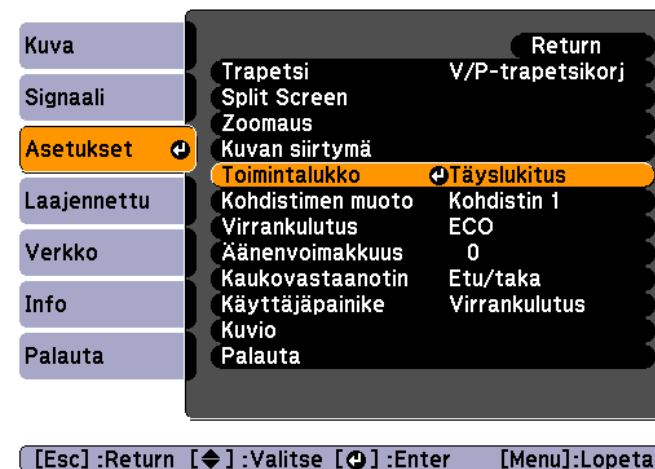 Kuva
Signaali
Asetukset
Laajennettu
Verkko
Info
Palauta
Return
Trapetsi V/P-trapetsikorj
Split Screen
Zoomaus
Kuvan siirtymä
Toimintalukko Täyslukitus
Kohdistimen muoto Kohdistin 1
Virrankulutus ECO
Äänenvoimakkuus 0
Kaukovastaanotin Etu/taka
Käyttäjäpainike Virrankulutus
Kuvio
Palauta
[Esc] :Return [◆] :Valitse [⏎] :Enter [Menu]:Lopeta